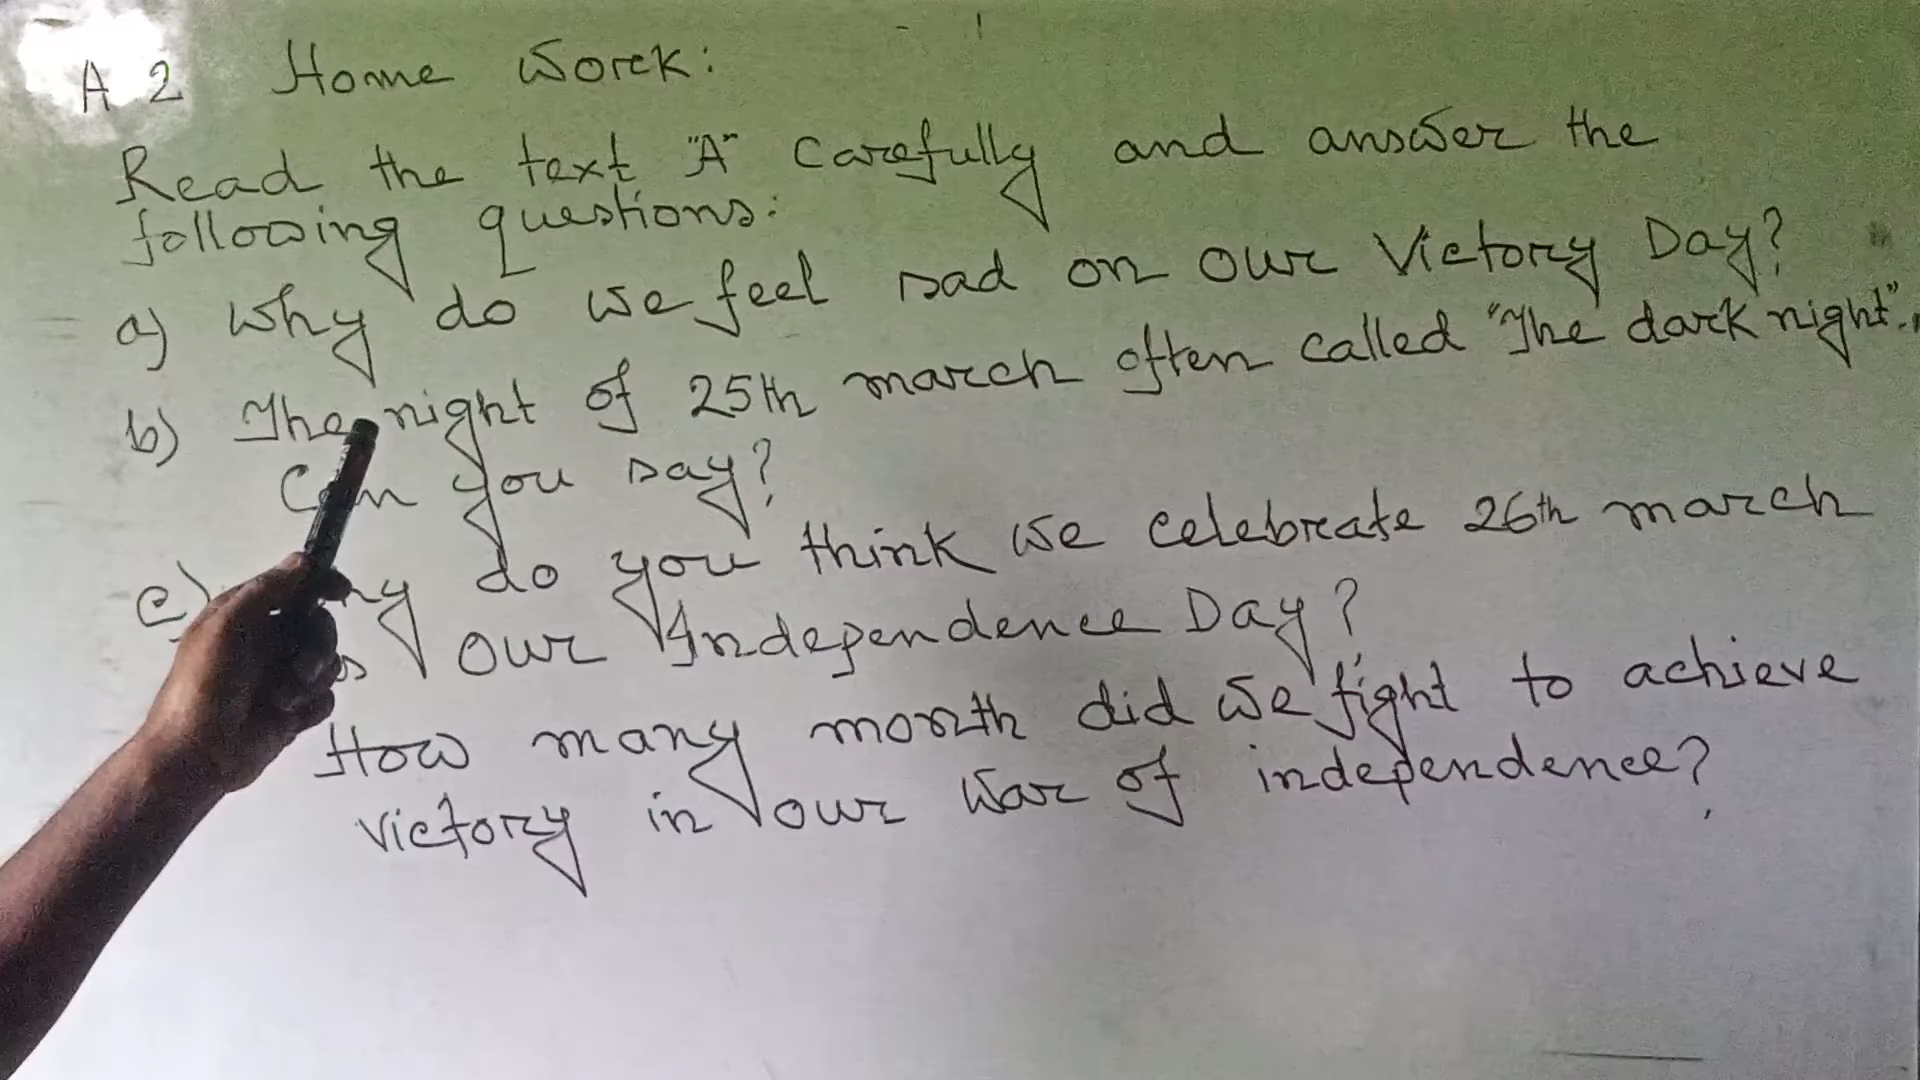 A 2 Home Work:
Read the text "A" carefully and answer the
following questions:
a) Why do we feel sad on our Victory Day?
b) The night of 25th march often called "The dark night".
Can you say?
c) do you think we celebrate 26th march
our Independence Day?
How many month did we fight to achieve
victory in our war of independence?